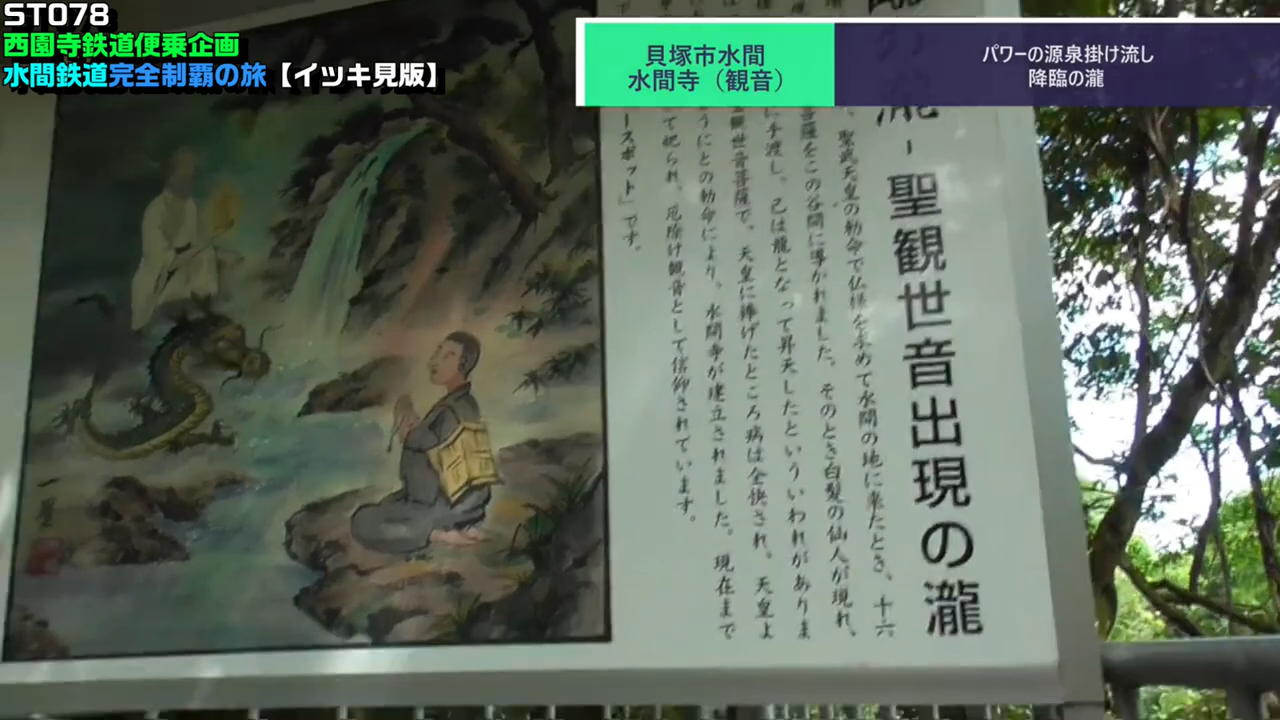 ST078
西園寺鉄道便乗企画
水間鉄道完全制覇の旅【イッキ見版】
貝塚市水間
水間寺（観音）
パワーの源泉掛け流し
降臨の瀧
聖観世音出現の瀧
聖武天皇の勅命で仏様を求めて水間の地に来たとき、十六
菩薩をこの谷間に導かれました。そのとき白髪の仙人が現れ、
に手渡し、己は龍となって昇天したといういわれがありま
観世音菩薩で、天皇に捧げたところ病は全快され、天皇よ
うにとの勅命により、水間寺が建立されました。現在まで
て祀られ、厄除け観音として信仰されています。
ースポット」です。